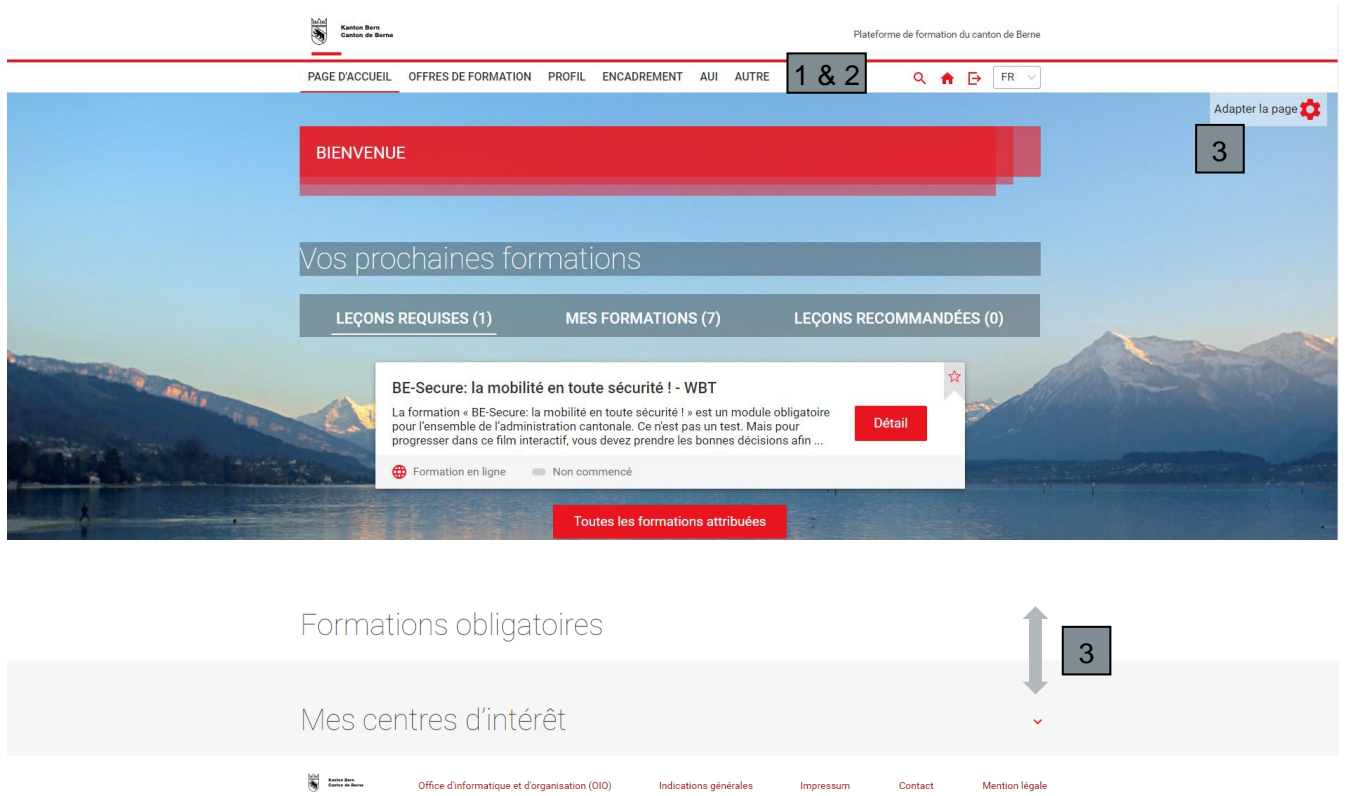 Kanton Bern
Canton de Berne
Plateforme de formation du canton de Berne
PAGE D'ACCUEIL OFFRES DE FORMATION PROFIL ENCADREMENT AUI AUTRE 1 & 2 FR
Adapter la page
3
BIENVENUE
Vos prochaines formations
LEÇONS REQUISES (1) MES FORMATIONS (7) LEÇONS RECOMMANDÉES (0)
BE-Secure: la mobilité en toute sécurité ! - WBT
La formation « BE-Secure: la mobilité en toute sécurité ! » est un module obligatoire
pour l'ensemble de l'administration cantonale. Ce n'est pas un test. Mais pour
progresser dans ce film interactif, vous devez prendre les bonnes décisions afin ...
Détail
Formation en ligne Non commencé
Toutes les formations attribuées
Formations obligatoires
3
Mes centres d'intérêt
Kanton Bern
Canton de Berne
Office d'informatique et d'organisation (OIO) Indications générales Impressum Contact Mention légale